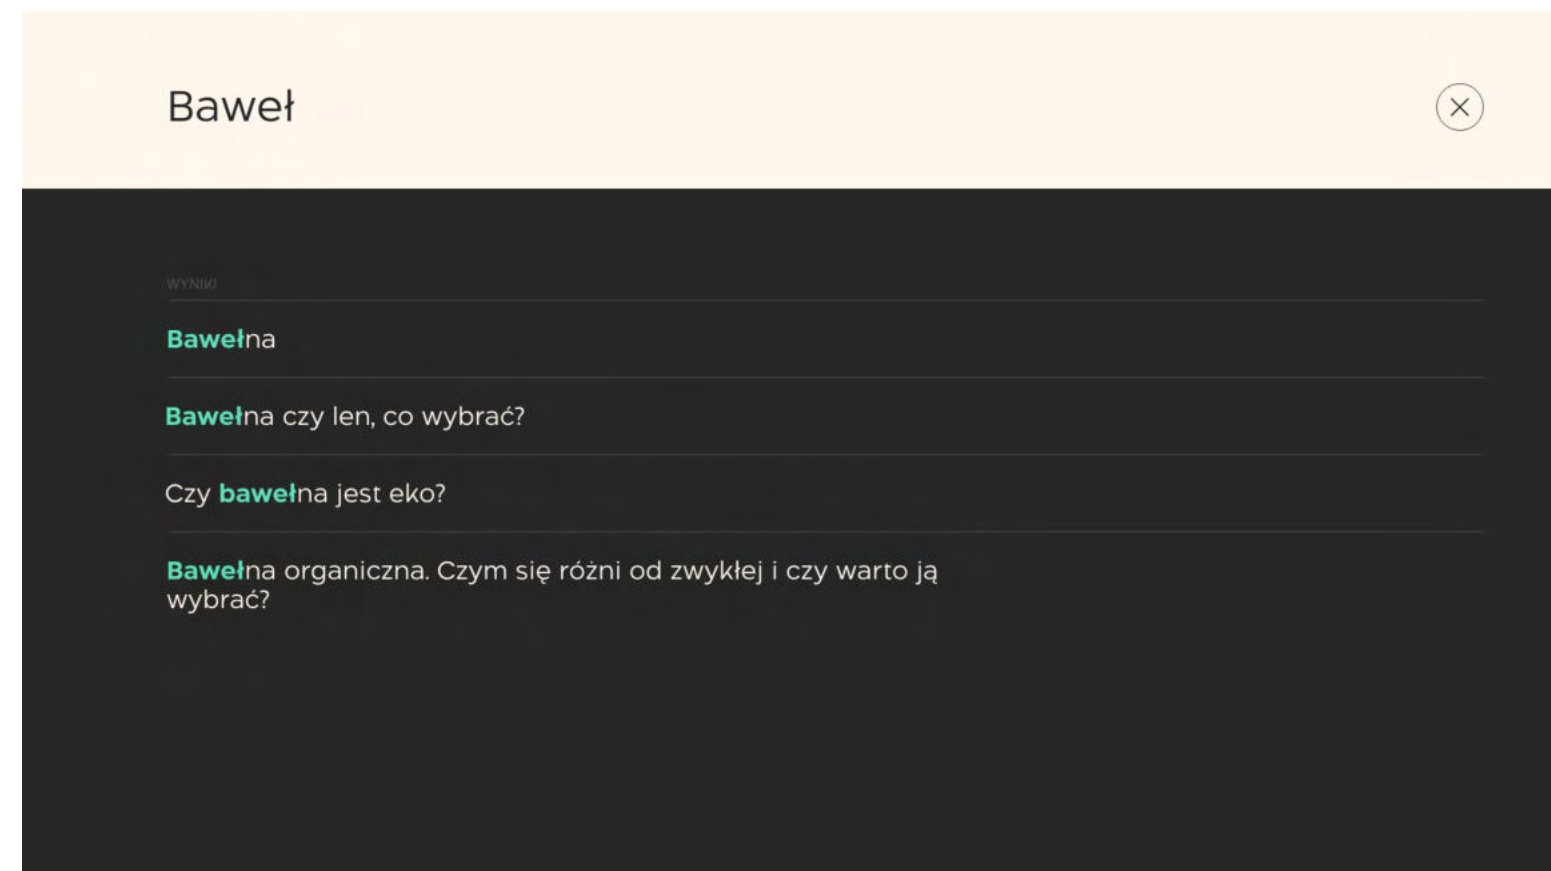 Baweł
WYNIKI
Bawełna
Bawełna czy len, co wybrać?
Czy bawełna jest eko?
Bawełna organiczna. Czym się różni od zwykłej i czy warto ją
wybrać?